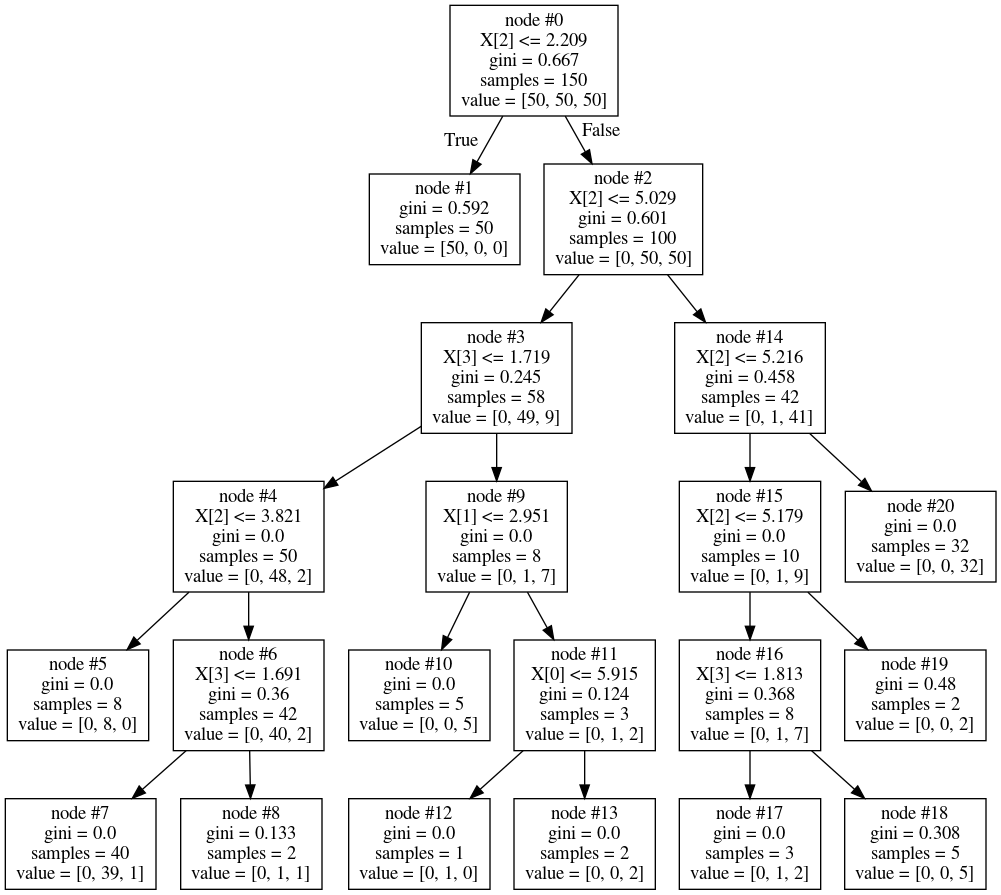 node #0
X[2] <= 2.209
gini = 0.667
samples = 150
value = [50, 50, 50]
True
False
node #1
gini = 0.592
samples = 50
value = [50, 0, 0]
node #2
X[2] <= 5.029
gini = 0.601
samples = 100
value = [0, 50, 50]
node #3
X[3] <= 1.719
gini = 0.245
samples = 58
value = [0, 49, 9]
node #14
X[2] <= 5.216
gini = 0.458
samples = 42
value = [0, 1, 41]
node #4
X[2] <= 3.821
gini = 0.0
samples = 50
value = [0, 48, 2]
node #9
X[1] <= 2.951
gini = 0.0
samples = 8
value = [0, 1, 7]
node #15
X[2] <= 5.179
gini = 0.0
samples = 10
value = [0, 1, 9]
node #20
gini = 0.0
samples = 32
value = [0, 0, 32]
node #5
gini = 0.0
samples = 8
value = [0, 8, 0]
node #6
X[3] <= 1.691
gini = 0.36
samples = 42
value = [0, 40, 2]
node #10
gini = 0.0
samples = 5
value = [0, 0, 5]
node #11
X[0] <= 5.915
gini = 0.124
samples = 3
value = [0, 1, 2]
node #16
X[3] <= 1.813
gini = 0.368
samples = 8
value = [0, 1, 7]
node #19
gini = 0.48
samples = 2
value = [0, 0, 2]
node #7
gini = 0.0
samples = 40
value = [0, 39, 1]
node #8
gini = 0.133
samples = 2
value = [0, 1, 1]
node #12
gini = 0.0
samples = 1
value = [0, 1, 0]
node #13
gini = 0.0
samples = 2
value = [0, 0, 2]
node #17
gini = 0.0
samples = 3
value = [0, 1, 2]
node #18
gini = 0.308
samples = 5
value = [0, 0, 5]